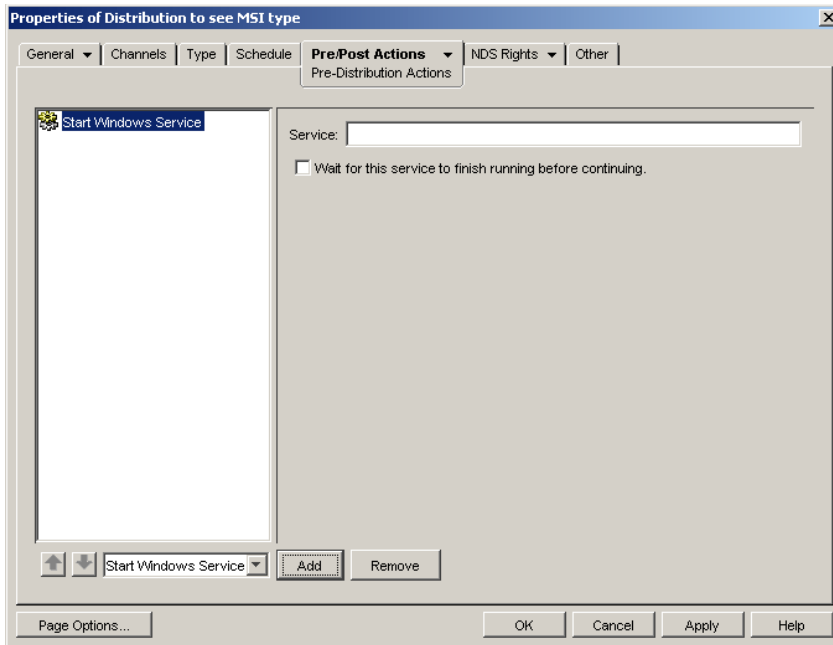 Properties of Distribution to see MSI type
General Channels Type Schedule Pre/Post Actions NDS Rights Other
Pre-Distribution Actions
Start Windows Service
Service:
Wait for this service to finish running before continuing.
Start Windows Service Add Remove
Page Options... OK Cancel Apply Help